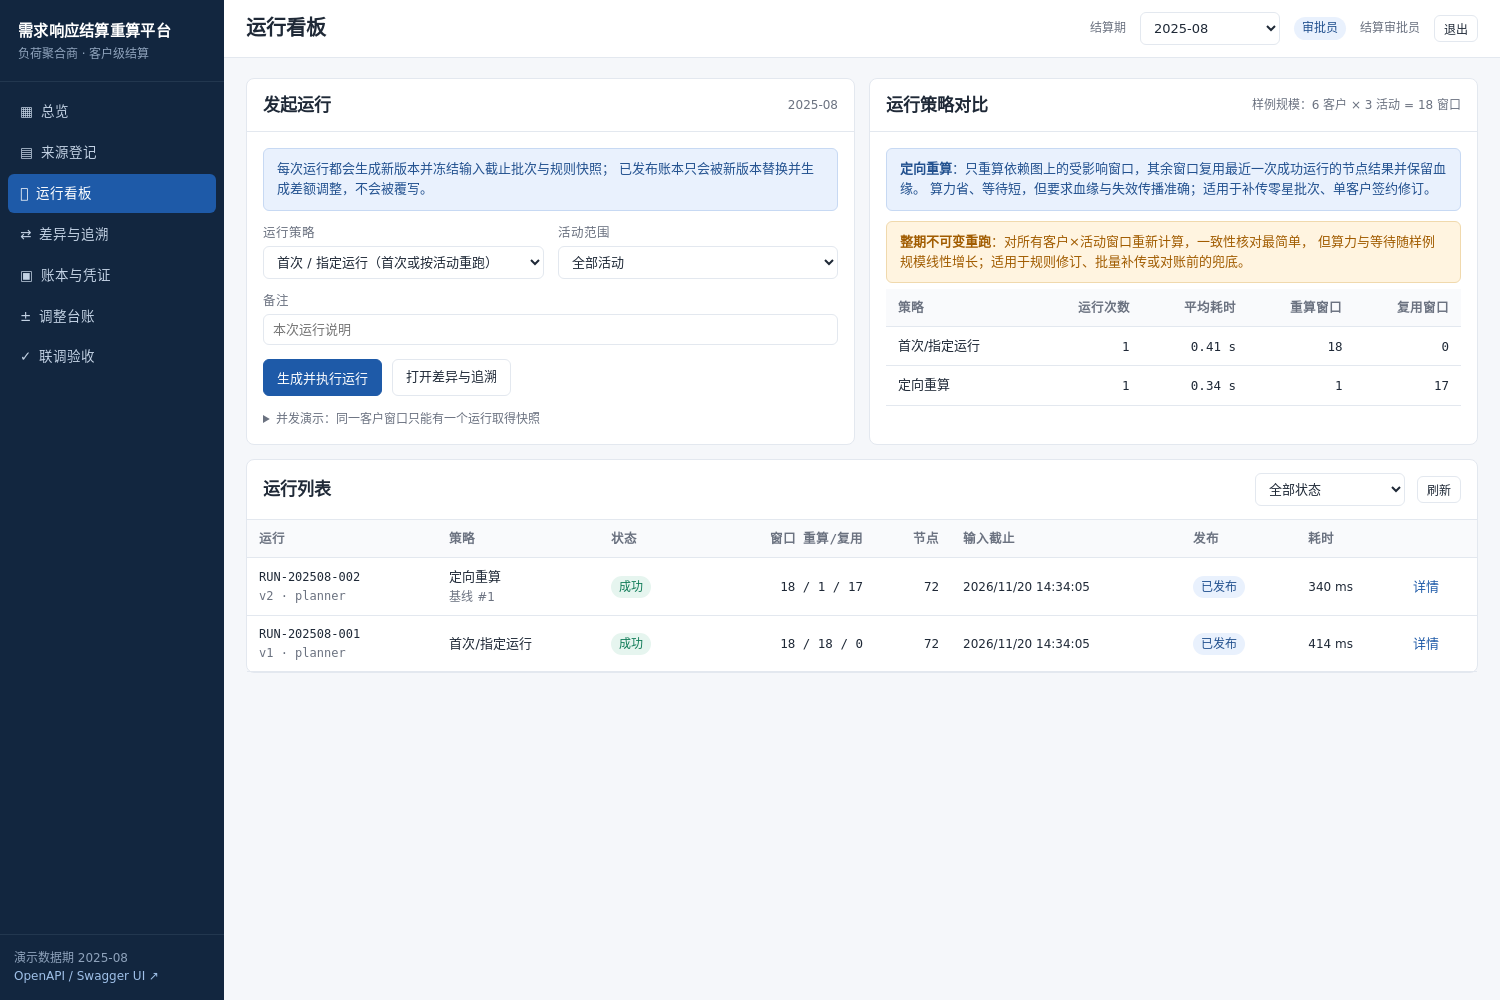 需求响应结算重算平台
负荷聚合商 · 客户级结算
▦ 总览
▤ 来源登记
运行看板
⇄ 差异与追溯
▣ 账本与凭证
± 调整台账
✓ 联调验收
演示数据期 2025-08
OpenAPI / Swagger UI ↗
运行看板
结算期 2025-08 审批员 结算审批员 退出
发起运行 2025-08
每次运行都会生成新版本并冻结输入截止批次与规则快照； 已发布账本只会被新版本替换并生
成差额调整，不会被覆写。
运行策略 活动范围
首次 / 指定运行（首次或按活动重跑） 全部活动
备注
本次运行说明
生成并执行运行 打开差异与追溯
▶ 并发演示：同一客户窗口只能有一个运行取得快照
运行策略对比 样例规模：6 客户 × 3 活动 = 18 窗口
定向重算：只重算依赖图上的受影响窗口，其余窗口复用最近一次成功运行的节点结果并保留血
缘。 算力省、等待短，但要求血缘与失效传播准确；适用于补传零星批次、单客户签约修订。
整期不可变重跑：对所有客户×活动窗口重新计算，一致性核对最简单， 但算力与等待随样例
规模线性增长；适用于规则修订、批量补传或对账前的兜底。
策略 运行次数 平均耗时 重算窗口 复用窗口
首次/指定运行 1 0.41 s 18 0
定向重算 1 0.34 s 1 17
运行列表 全部状态 刷新
运行 策略 状态 窗口 重算/复用 节点 输入截止 发布 耗时
RUN-202508-002 定向重算 成功 18 / 1 / 17 72 2026/11/20 14:34:05 已发布 340 ms 详情
v2 · planner 基线 #1
RUN-202508-001 首次/指定运行 成功 18 / 18 / 0 72 2026/11/20 14:34:05 已发布 414 ms 详情
v1 · planner